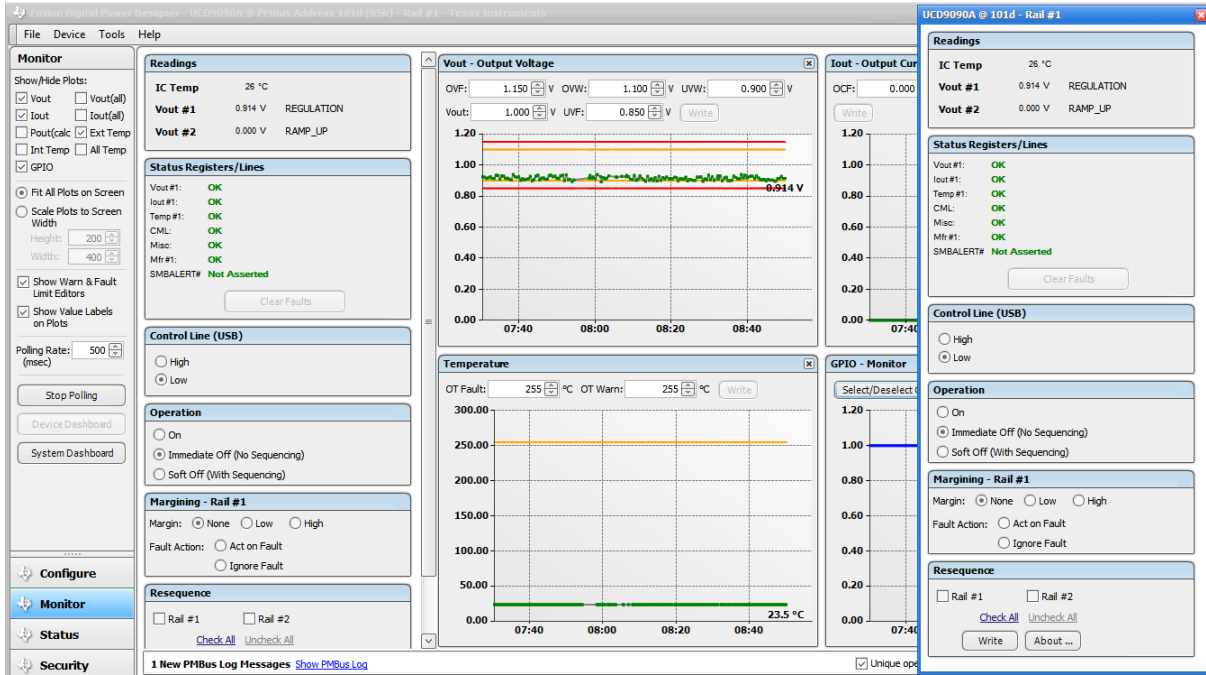 Fusion Digital Power Designer - UCD9090A @ PMBus Address 101d (65h) - Rail #1 - Texas Instruments
File Device Tools Help
Monitor
Show/Hide Plots:
Vout Vout(all)
Iout Iout(all)
Pout(calc Ext Temp
Int Temp All Temp
GPIO
Fit All Plots on Screen
Scale Plots to Screen
Width
Height: 200
Width: 400
Show Warn & Fault
Limit Editors
Show Value Labels
on Plots
Polling Rate: 500
(msec)
Stop Polling
Device Dashboard
System Dashboard
Configure
Monitor
Status
Security
Readings
IC Temp 26 °C
Vout #1 0.914 V REGULATION
Vout #2 0.000 V RAMP_UP
Status Registers/Lines
Vout #1: OK
Iout #1: OK
Temp #1: OK
CML: OK
Misc: OK
Mfr #1: OK
SMBALERT# Not Asserted
Clear Faults
Control Line (USB)
High
Low
Operation
On
Immediate Off (No Sequencing)
Soft Off (With Sequencing)
Margining - Rail #1
Margin: None Low High
Fault Action: Act on Fault
Ignore Fault
Resequence
Rail #1 Rail #2
Check All Uncheck All
Vout - Output Voltage
OVF: 1.150 V OVW: 1.100 V UVW: 0.900 V
Vout: 1.000 V UVF: 0.850 V Write
1.20
1.00
0.80
0.60
0.40
0.20
0.00
0.914 V
07:40 08:00 08:20 08:40
Temperature
OT Fault: 255 °C OT Warn: 255 °C Write
300.00
250.00
200.00
150.00
100.00
50.00
0.00
23.5 °C
07:40 08:00 08:20 08:40
Iout - Output Cur
OCF: 0.000
Write
1.20
1.00
0.80
0.60
0.40
0.20
0.00
07:40
GPIO - Monitor
Select/Deselect
1.20
1.00
0.80
0.60
0.40
0.20
0.00
07:40
1 New PMBus Log Messages Show PMBus Log
Unique ope
UCD9090A @ 101d - Rail #1
Readings
IC Temp 26 °C
Vout #1 0.914 V REGULATION
Vout #2 0.000 V RAMP_UP
Status Registers/Lines
Vout #1: OK
Iout #1: OK
Temp #1: OK
CML: OK
Misc: OK
Mfr #1: OK
SMBALERT# Not Asserted
Clear Faults
Control Line (USB)
High
Low
Operation
On
Immediate Off (No Sequencing)
Soft Off (With Sequencing)
Margining - Rail #1
Margin: None Low High
Fault Action: Act on Fault
Ignore Fault
Resequence
Rail #1 Rail #2
Check All Uncheck All
Write About ...